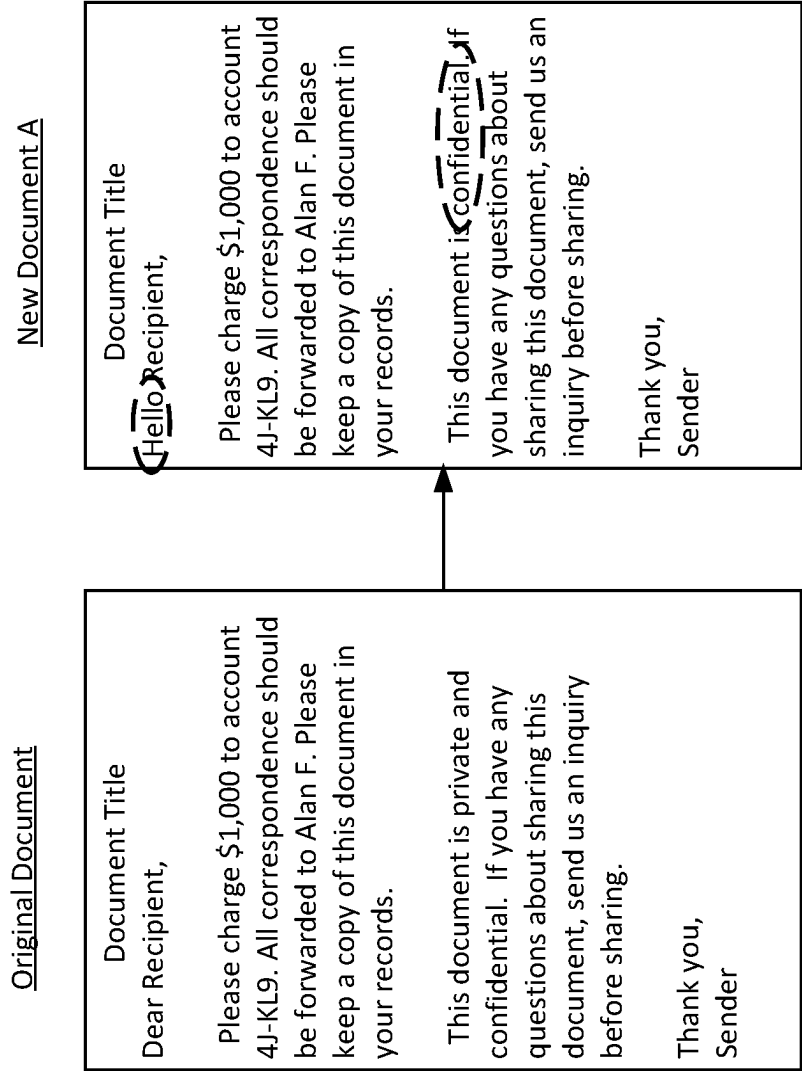 Original Document
Document Title
Dear Recipient,
Please charge $1,000 to account
4J-KL9. All correspondence should
be forwarded to Alan F. Please
keep a copy of this document in
your records.
This document is private and
confidential.  If you have any
questions about sharing this
document, send us an inquiry
before sharing.
Thank you,
Sender
New Document A
Document Title
Hello Recipient,
Please charge $1,000 to account
4J-KL9. All correspondence should
be forwarded to Alan F. Please
keep a copy of this document in
your records.
This document is confidential. If
you have any questions about
sharing this document, send us an
inquiry before sharing.
Thank you,
Sender